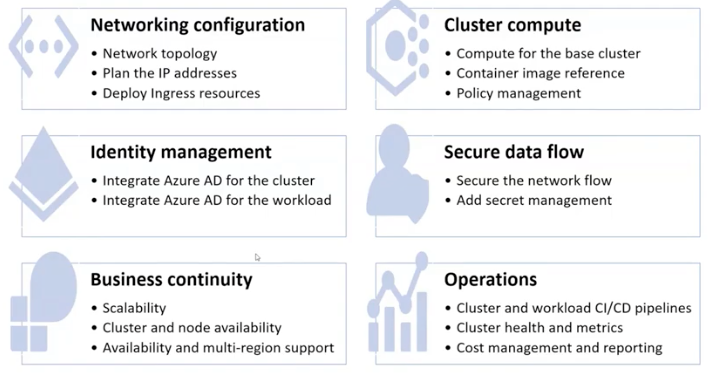 Networking configuration
• Network topology
• Plan the IP addresses
• Deploy Ingress resources
Cluster compute
• Compute for the base cluster
• Container image reference
• Policy management
Identity management
• Integrate Azure AD for the cluster
• Integrate Azure AD for the workload
Secure data flow
• Secure the network flow
• Add secret management
Business continuity
• Scalability
• Cluster and node availability
• Availability and multi-region support
Operations
• Cluster and workload CI/CD pipelines
• Cluster health and metrics
• Cost management and reporting